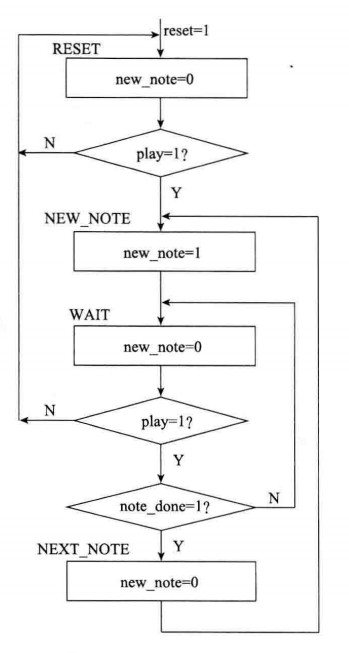 reset=1
RESET
new_note=0
N
play=1?
Y
NEW_NOTE
new_note=1
WAIT
new_note=0
N
play=1?
Y
note_done=1?
N
Y
NEXT_NOTE
new_note=0